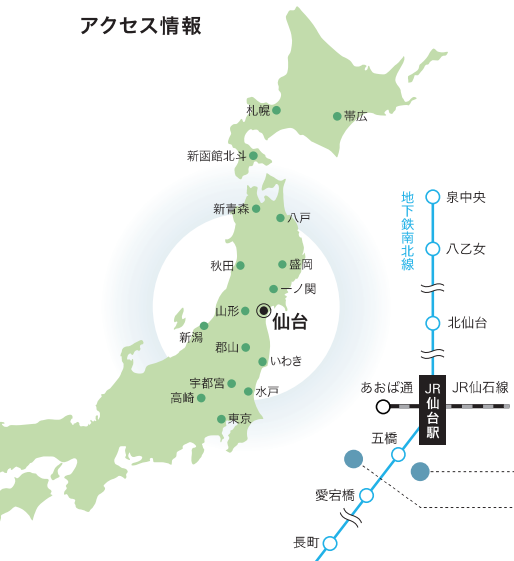 アクセス情報
札幌
帯広
新函館北斗
新青森
八戸
秋田
盛岡
一ノ関
山形
仙台
新潟
郡山
いわき
宇都宮
水戸
高崎
東京
地下鉄南北線
泉中央
八乙女
北仙台
あおば通
JR仙台駅
JR仙石線
五橋
愛宕橋
長町